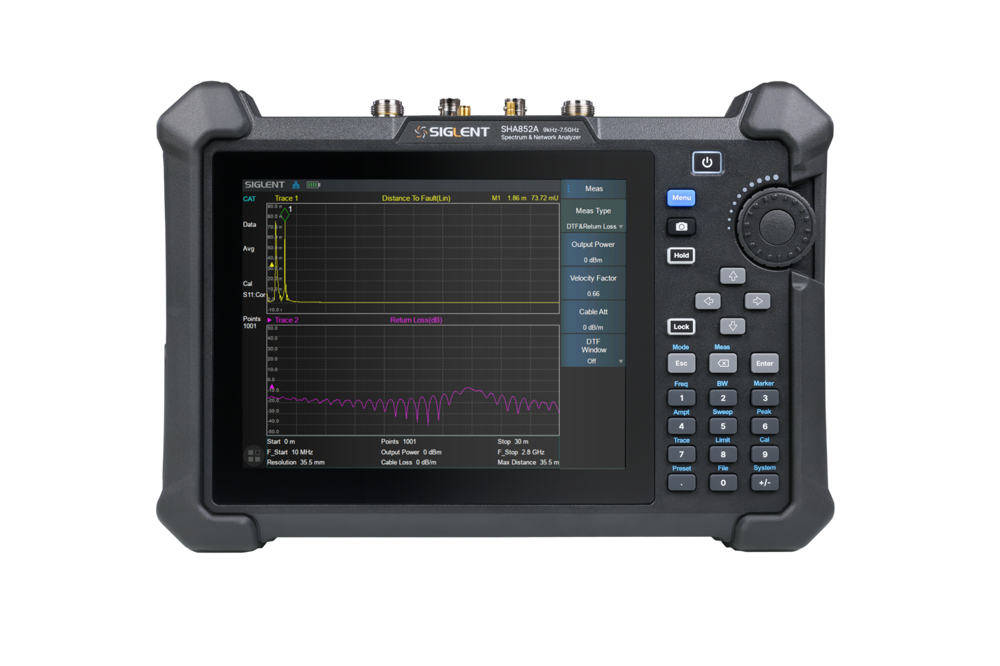 SIGLENT SHA852A 9kHz-7.5GHz
Spectrum & Network Analyzer
SIGLENT
Meas
CAT
Trace 1
Distance To Fault(Lin)
M1 1.86 m 73.72 mU
1
Data
Avg
Cal
S11:Cor
Points
1001
90.0 m
80.0
60.0
50.0
40.0
20.0
10.0
0.0
-10.0
Trace 2
Return Loss(dB)
50.0
40.0
30.0
20.0
10.0
0.0
-10.0
-20.0
-30.0
-40.0
-50.0
Start 0 m
Points 1001
Stop 30 m
F_Start 10 MHz
Output Power 0 dBm
F_Stop 2.8 GHz
Resolution 35.5 mm
Cable Loss 0 dB/m
Max Distance 35.5 m
Meas Type
DTF&Return Loss
Output Power
0 dBm
Velocity Factor
0.66
Cable Att
0 dB/m
DTF
Window
Off
Menu
Hold
Lock
Mode Meas
Esc Enter
Freq BW Marker
1 2 3
Ampt Sweep Peak
4 5 6
Trace Limit Cal
7 8 9
Preset File System
. 0 +/-